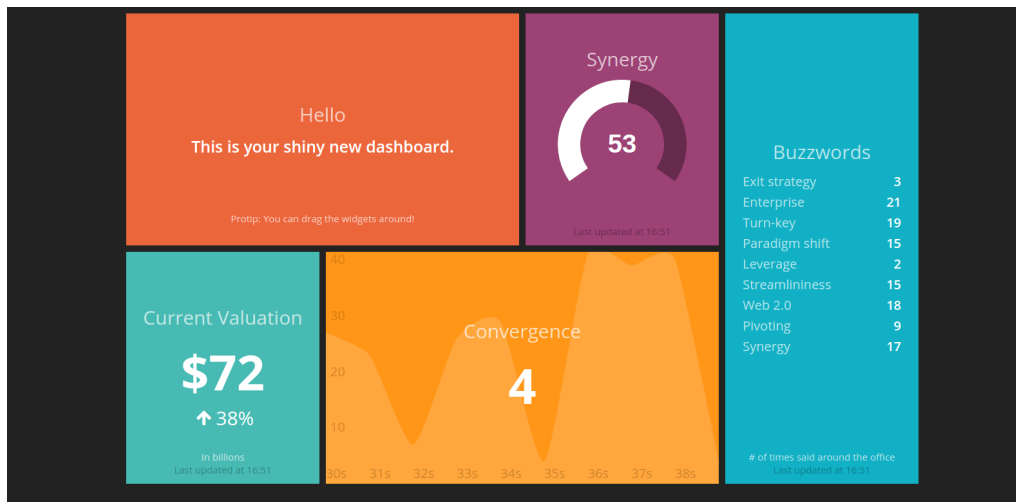 Hello
This is your shiny new dashboard.
Protip: You can drag the widgets around!
Synergy
53
Last updated at 16:51
Buzzwords
Exit strategy 3
Enterprise 21
Turn-key 19
Paradigm shift 15
Leverage 2
Streamlininess 15
Web 2.0 18
Pivoting 9
Synergy 17
# of times said around the office
Last updated at 16:51
Current Valuation
$72
38%
In billions
Last updated at 16:51
Convergence
4
40
30
20
10
30s 31s 32s 33s 34s 35s 36s 37s 38s